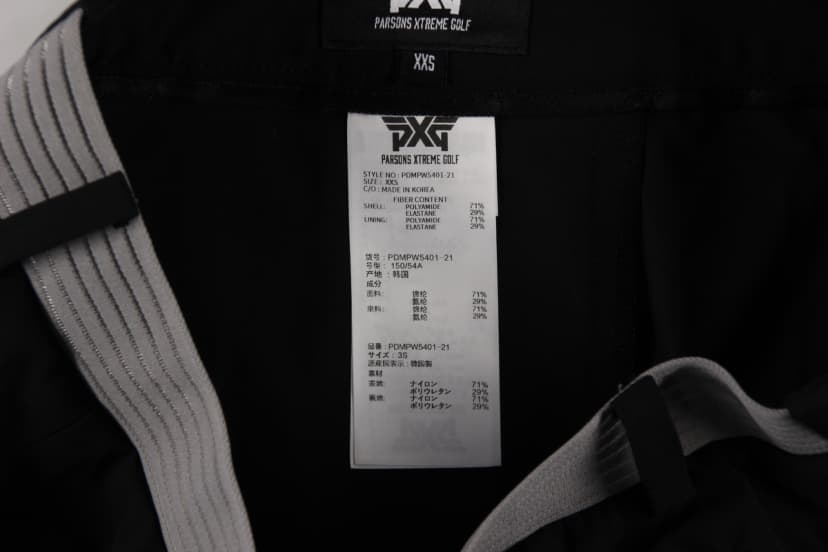 PXG
PARSONS XTREME GOLF
XXS
PXG
PARSONS XTREME GOLF
STYLE NO : PDMPW5401-21
SIZE : XXS
C/O : MADE IN KOREA
FIBER CONTENT
SHELL: POLYAMIDE 71%
ELASTANE 29%
LINING: POLYAMIDE 71%
ELASTANE 29%
货号 : PDMPW5401-21
号型 : 150/54A
产地 : 韩国
成分
面料: 锦纶 71%
氨纶 29%
来料: 锦纶 71%
氨纶 29%
品番 : PDMPW5401-21
サイズ : 3S
原産国表示 : 韓国製
素材
表地: ナイロン 71%
ポリウレタン 29%
裏地: ナイロン 71%
ポリウレタン 29%